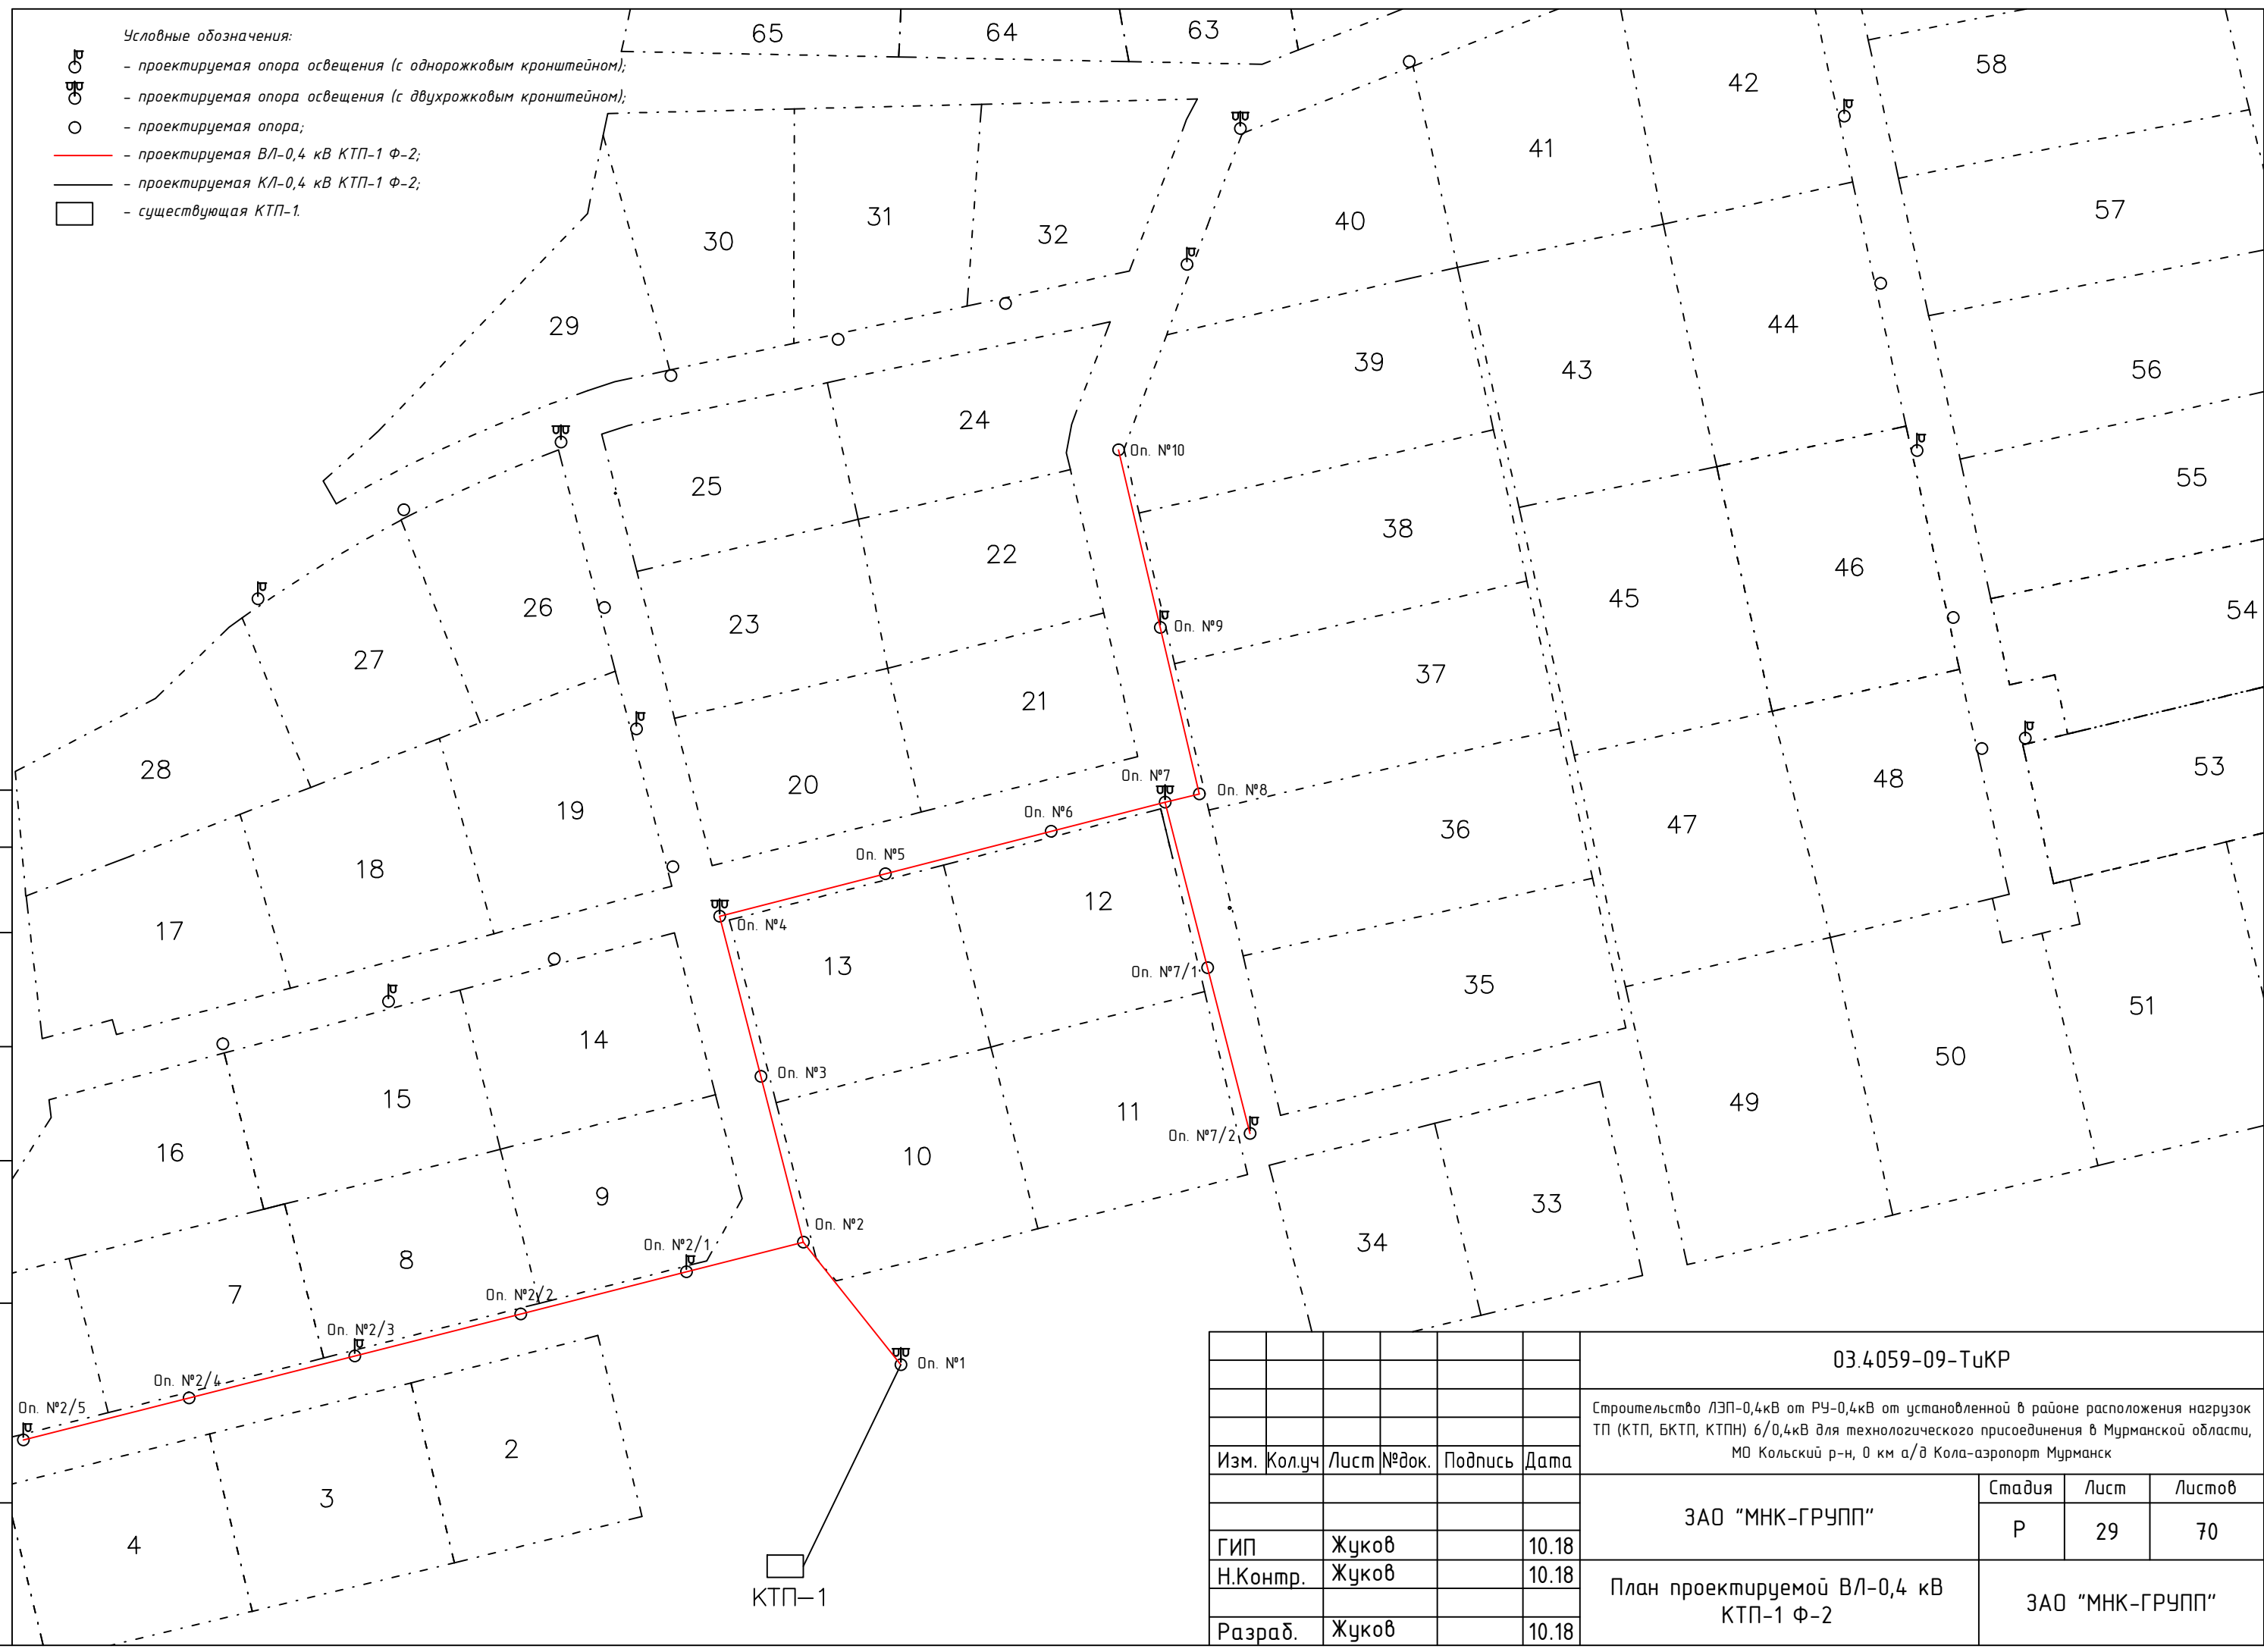 Условные обозначения:
- проектируемая опора освещения (с однорожковым кронштейном);
- проектируемая опора освещения (с двухрожковым кронштейном);
- проектируемая опора;
- проектируемая ВЛ-0,4 кВ КТП-1 Ф-2;
- проектируемая КЛ-0,4 кВ КТП-1 Ф-2;
- существующая КТП-1.
65
64
63
58
42
41
57
40
31
32
30
29
44
39
43
56
24
55
25
38
22
46
45
54
26
23
27
37
21
28
20
53
48
19
47
36
18
12
17
13
35
51
14
50
15
49
11
16
10
9
33
34
8
7
2
3
4
Оп. №10
Оп. №9
Оп. №7
Оп. №8
Оп. №6
Оп. №5
Оп. №4
Оп. №7/1
Оп. №3
Оп. №7/2
Оп. №2
Оп. №2/1
Оп. №2/2
Оп. №2/3
Оп. №1
Оп. №2/4
Оп. №2/5
КТП-1
03.4059-09-ТиКР
Строительство ЛЭП-0,4кВ от РУ-0,4кВ от установленной в районе расположения нагрузок
ТП (КТП, БКТП, КТПН) 6/0,4кВ для технологического присоединения в Мурманской области,
МО Кольский р-н, 0 км а/д Кола-аэропорт Мурманск
Изм. Кол.уч Лист №док. Подпись Дата
ЗАО "МНК-ГРУПП"
Стадия Лист Листов
Р 29 70
ГИП Жуков 10.18
Н.Контр. Жуков 10.18
Разраб. Жуков 10.18
План проектируемой ВЛ-0,4 кВ
КТП-1 Ф-2
ЗАО "МНК-ГРУПП"